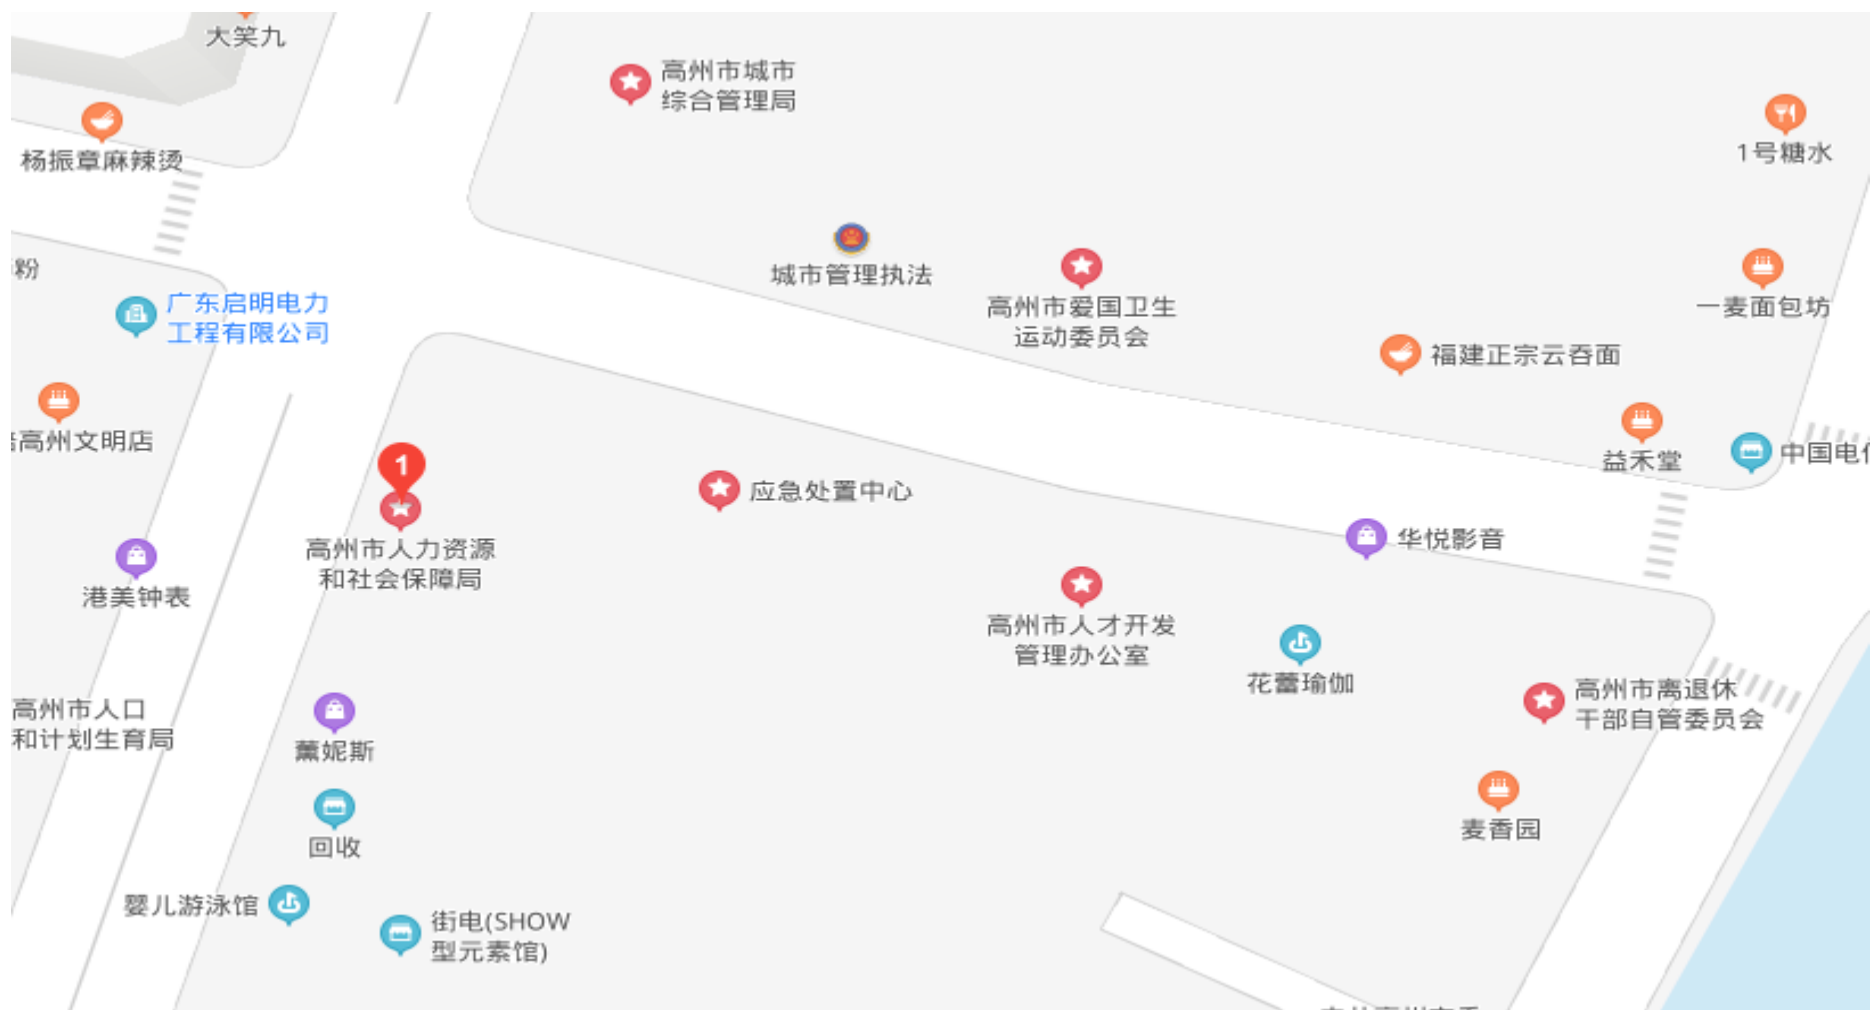 大笑九
高州市城市
综合管理局
杨振章麻辣烫
1号糖水
粉
城市管理执法
广东启明电力
工程有限公司
高州市爱国卫生
运动委员会
一麦面包坊
福建正宗云吞面
高州文明店
益禾堂
中国电信
1
应急处置中心
高州市人力资源
和社会保障局
华悦影音
港美钟表
高州市人才开发
管理办公室
花蕾瑜伽
高州市离退休
干部自管委员会
高州市人口
和计划生育局
薰妮斯
回收
麦香园
婴儿游泳馆
街电(SHOW
型元素馆)